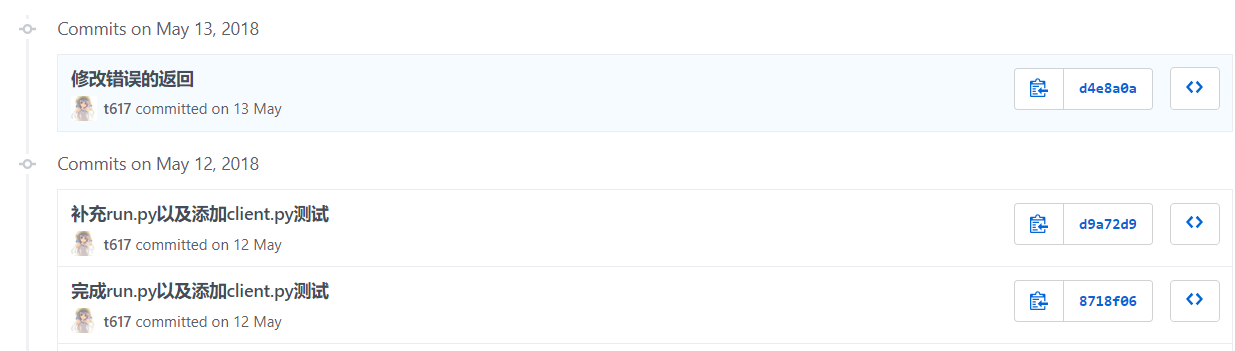 Commits on May 13, 2018
修改错误的返回
t617 committed on 13 May
d4e8a0a
Commits on May 12, 2018
补充run.py以及添加client.py测试
t617 committed on 12 May
d9a72d9
完成run.py以及添加client.py测试
t617 committed on 12 May
8718f06